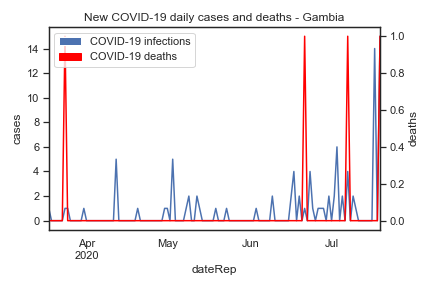 New COVID-19 daily cases and deaths - Gambia
COVID-19 infections
COVID-19 deaths
14
12
10
8
6
4
2
0
cases
1.0
0.8
0.6
0.4
0.2
0.0
deaths
Apr
2020
May
Jun
Jul
dateRep